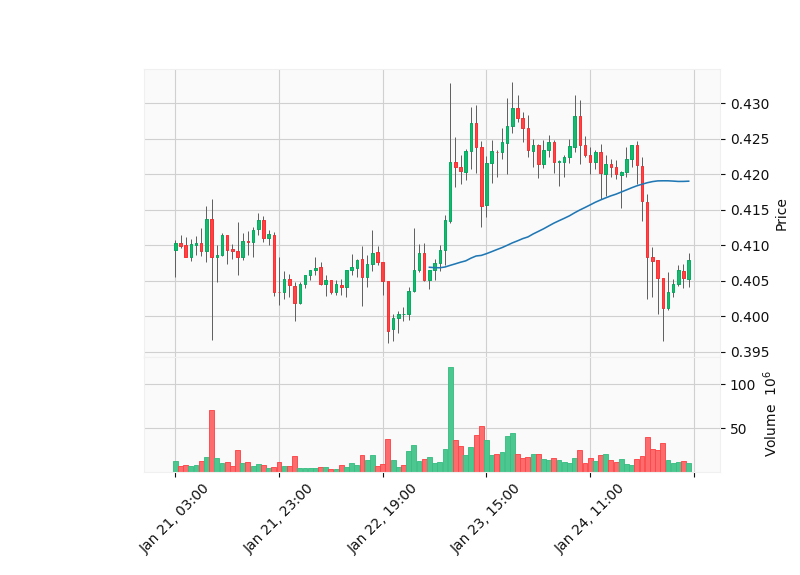 0.430
0.425
0.420
0.415
0.410
0.405
0.400
0.395
Price
100
50
Volume 10^6
Jan 21, 03:00
Jan 21, 23:00
Jan 22, 19:00
Jan 23, 15:00
Jan 24, 11:00